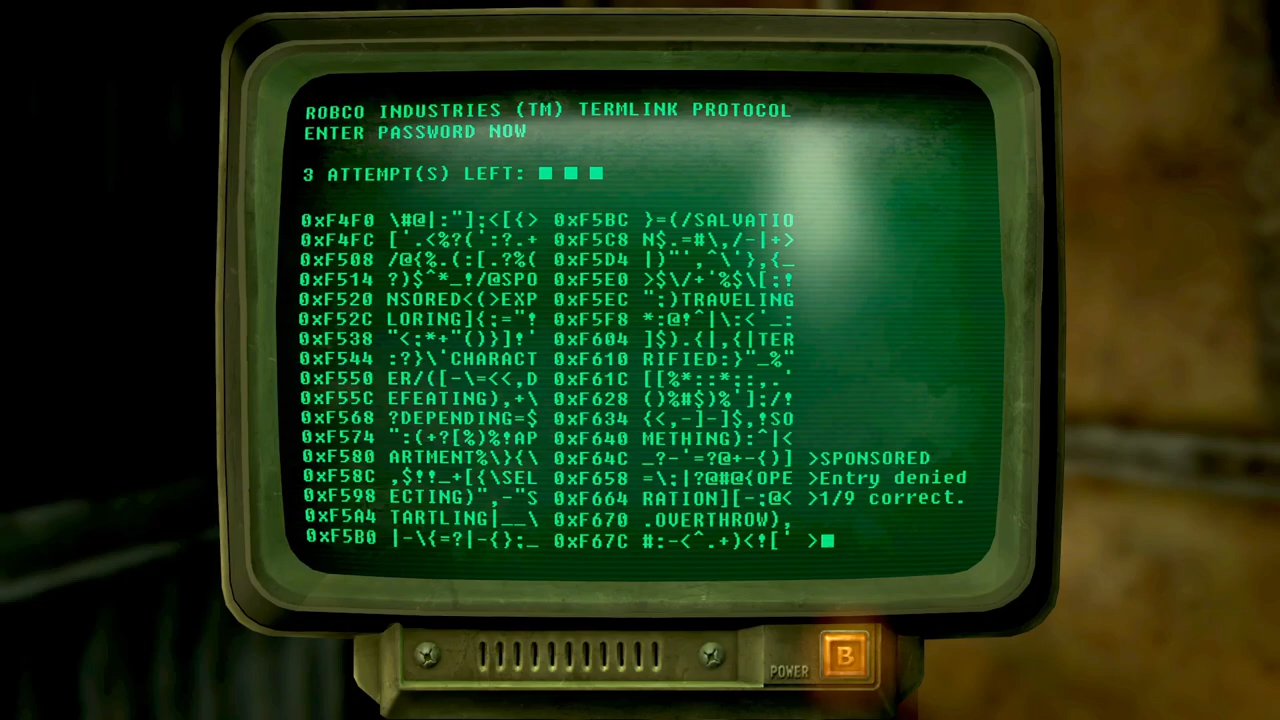 ROBCO INDUSTRIES (TM) TERMLINK PROTOCOL
ENTER PASSWORD NOW
3 ATTEMPT(S) LEFT: ■ ■ ■
0xF4F0 \#@|:"];<[{> 0xF5BC }=(/SALVATIO
0xF4FC ['.<%?(':?.+ 0xF5C8 N$.=#\,/-|+>
0xF508 /@{%.(:[.?%( 0xF5D4 |)"',^\'},{_
0xF514 ?)$^*_!/@SPO 0xF5E0 >$\/+'%$\[;!
0xF520 NSORED<()EXP 0xF5EC ";)TRAVELING
0xF52C LORING]{;="! 0xF5F8 *:@!^|\:<'_:
0xF538 "<;*+"()}]!' 0xF604 ]$).{|,{|TER
0xF544 :?}\'CHARACT 0xF610 RIFIED:}"_%"
0xF550 ER/([-\=<<,D 0xF61C [[%*::*;:,.'
0xF55C EFEATING),+\ 0xF628 ()%#$)%'];/!
0xF568 ?DEPENDING=$ 0xF634 {<,-]-]$,!SO
0xF574 ":(+?[%)%!AP 0xF640 METHING):^|<
0xF580 ARTMENT%\}{\ 0xF64C _?-'=?@+-{)] >SPONSORED
0xF58C ,$!!_+[{\SEL 0xF658 =\;|?@#@{OPE >Entry denied
0xF598 ECTING)",-"S 0xF664 RATION][-;@< >1/9 correct.
0xF5A4 TARTLING|__\ 0xF670 .OVERTHROW),
0xF5B0 |-\{=?|-{};_ 0xF67C #:-<^.+)<![' >■
POWER B